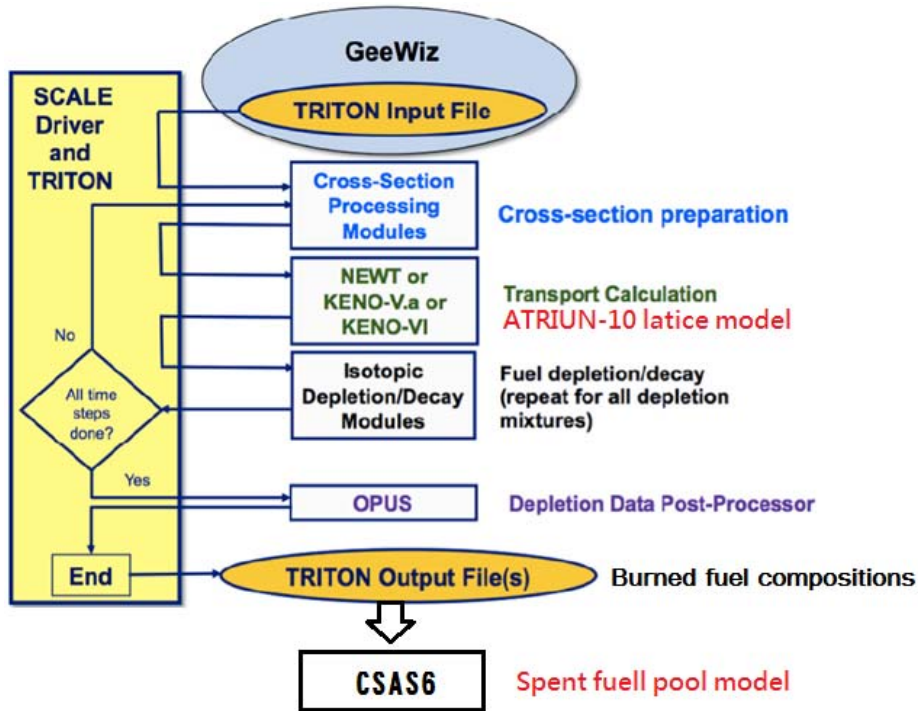 GeeWiz
TRITON Input File
SCALE
Driver
and
TRITON
Cross-Section
Processing
Modules
Cross-section preparation
NEWT or
KENO-V.a or
KENO-VI
Transport Calculation
ATRIUN-10 latice model
No
Isotopic
Depletion/Decay
Modules
Fuel depletion/decay
(repeat for all depletion
mixtures)
All time
steps
done?
Yes
OPUS
Depletion Data Post-Processor
End
TRITON Output File(s)
Burned fuel compositions
CSAS6
Spent fuell pool model